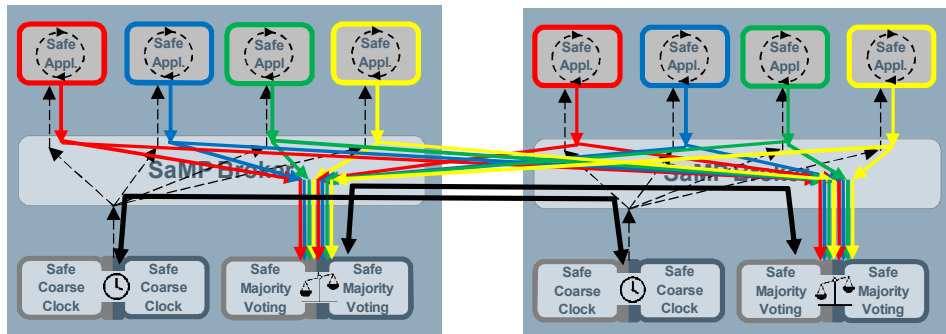 Safe Safe Safe Safe
Appl. Appl. Appl. Appl.
Safe Safe Safe Safe
Appl. Appl. Appl. Appl.
SaMP Broker
SaMP Broker
Safe Safe
Coarse Coarse
Clock Clock
Safe Safe
Majority Majority
Voting Voting
Safe Safe
Coarse Coarse
Clock Clock
Safe Safe
Majority Majority
Voting Voting